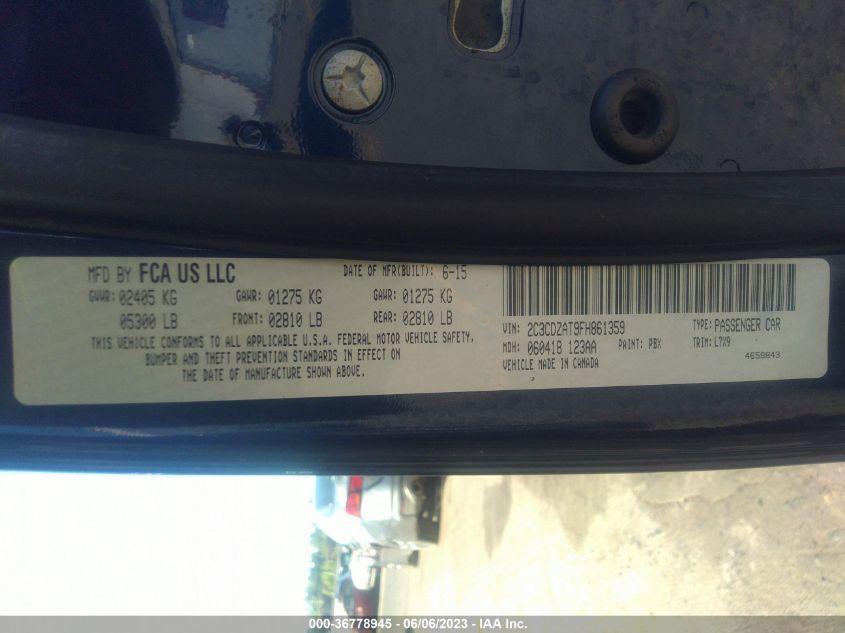 MFD BY FCA US LLC
DATE OF MFR(BUILT): 6-15
GVWR: 02405 KG GAWR: 01275 KG GAWR: 01275 KG
05300 LB FRONT: 02810 LB REAR: 02810 LB
THIS VEHICLE CONFORMS TO ALL APPLICABLE U.S.A. FEDERAL MOTOR VEHICLE SAFETY,
BUMPER AND THEFT PREVENTION STANDARDS IN EFFECT ON
THE DATE OF MANUFACTURE SHOWN ABOVE.
VIN: 2C3CDZAT9FH861359 TYPE: PASSENGER CAR
MDH: 060418 123AA PAINT: PBX TRIM: L7X9
VEHICLE MADE IN CANADA
4658843
000-36778945 - 06/06/2023 - IAA Inc.